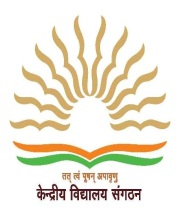 तत् त्वं पूषन् अपावृणु
केन्द्रीय विद्यालय संगठन